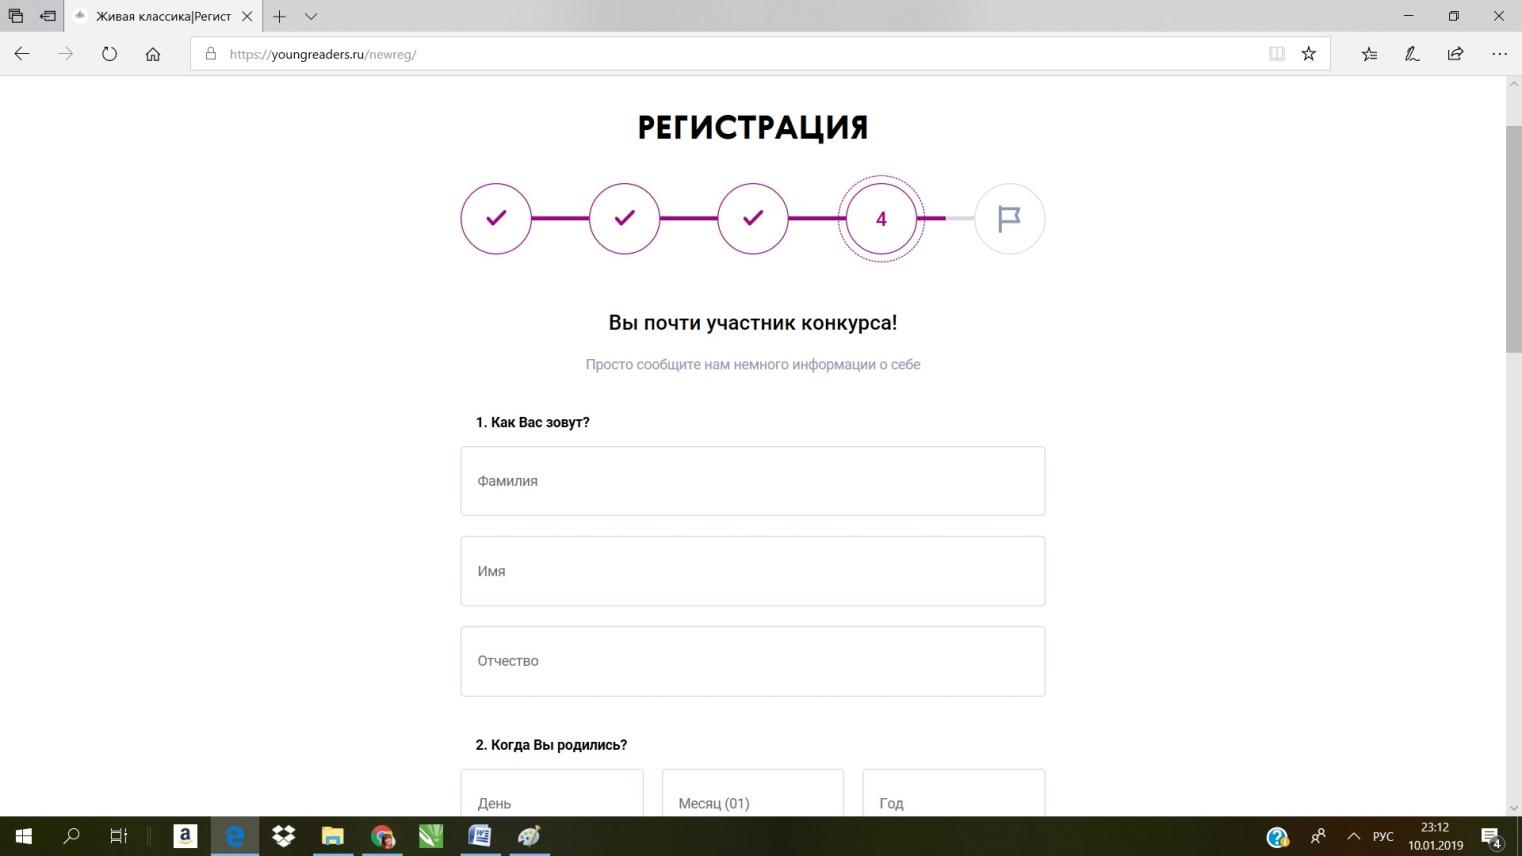 Живая классика|Регист
https://youngreaders.ru/newreg/
РЕГИСТРАЦИЯ
4
Вы почти участник конкурса!
Просто сообщите нам немного информации о себе
1. Как Вас зовут?
Фамилия
Имя
Отчество
2. Когда Вы родились?
День Месяц (01) Год
РУС 23:12
10.01.2019 4